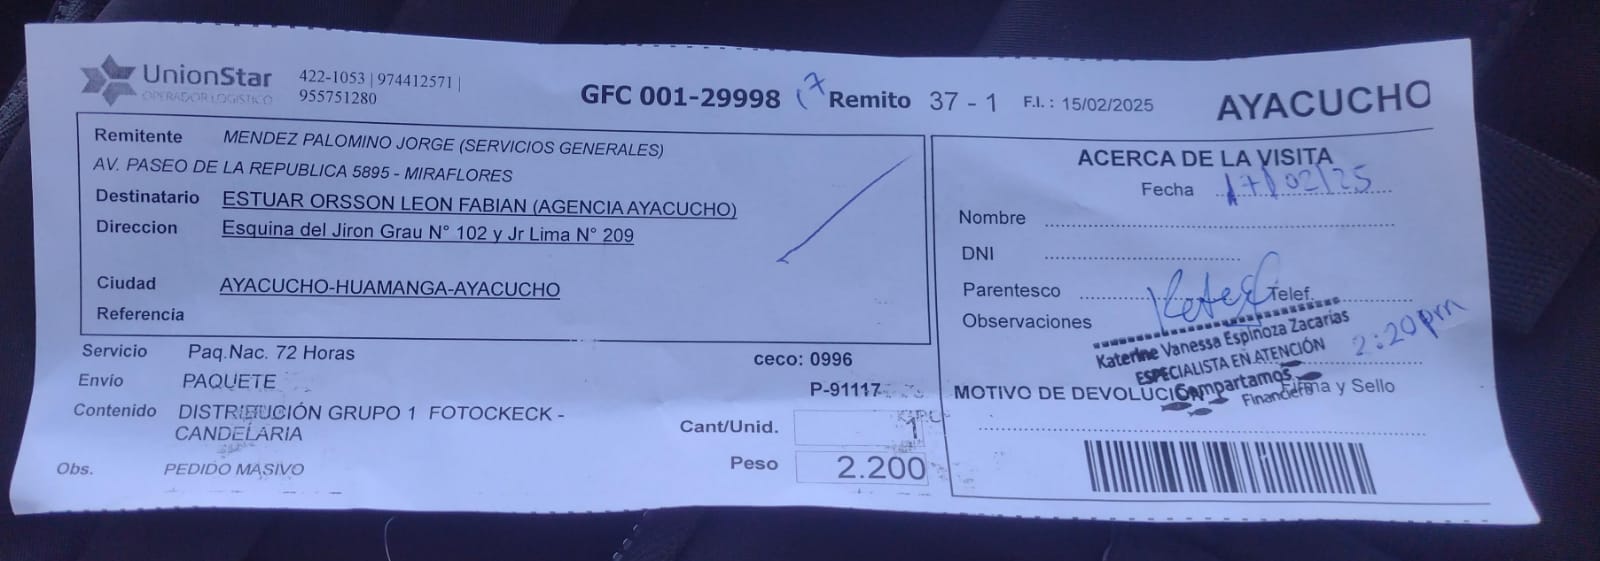 UnionStar
OPERADOR LOGISTICO
422-1053 | 974412571 |
955751280
GFC 001-29998 17 Remito 37 - 1 F.I. : 15/02/2025 AYACUCHO
Remitente MENDEZ PALOMINO JORGE (SERVICIOS GENERALES)
AV. PASEO DE LA REPUBLICA 5895 - MIRAFLORES
Destinatario ESTUAR ORSSON LEON FABIAN (AGENCIA AYACUCHO)
Direccion Esquina del Jiron Grau N° 102 y Jr Lima N° 209
Ciudad AYACUCHO-HUAMANGA-AYACUCHO
Referencia
Servicio Paq.Nac. 72 Horas
ceco: 0996
Envío PAQUETE
P-91117
Contenido DISTRIBUCIÓN GRUPO 1 FOTOCKECK -
CANDELARIA
Cant/Unid. 1
Obs. PEDIDO MASIVO
Peso 2.200
ACERCA DE LA VISITA
Fecha 17/02/25
Nombre
DNI
Parentesco Telef.
Observaciones
Katerine Vanessa Espinoza Zacarías
ESPECIALISTA EN ATENCIÓN
Compartamos
Financiera
2:20pm
MOTIVO DE DEVOLUCION Firma y Sello